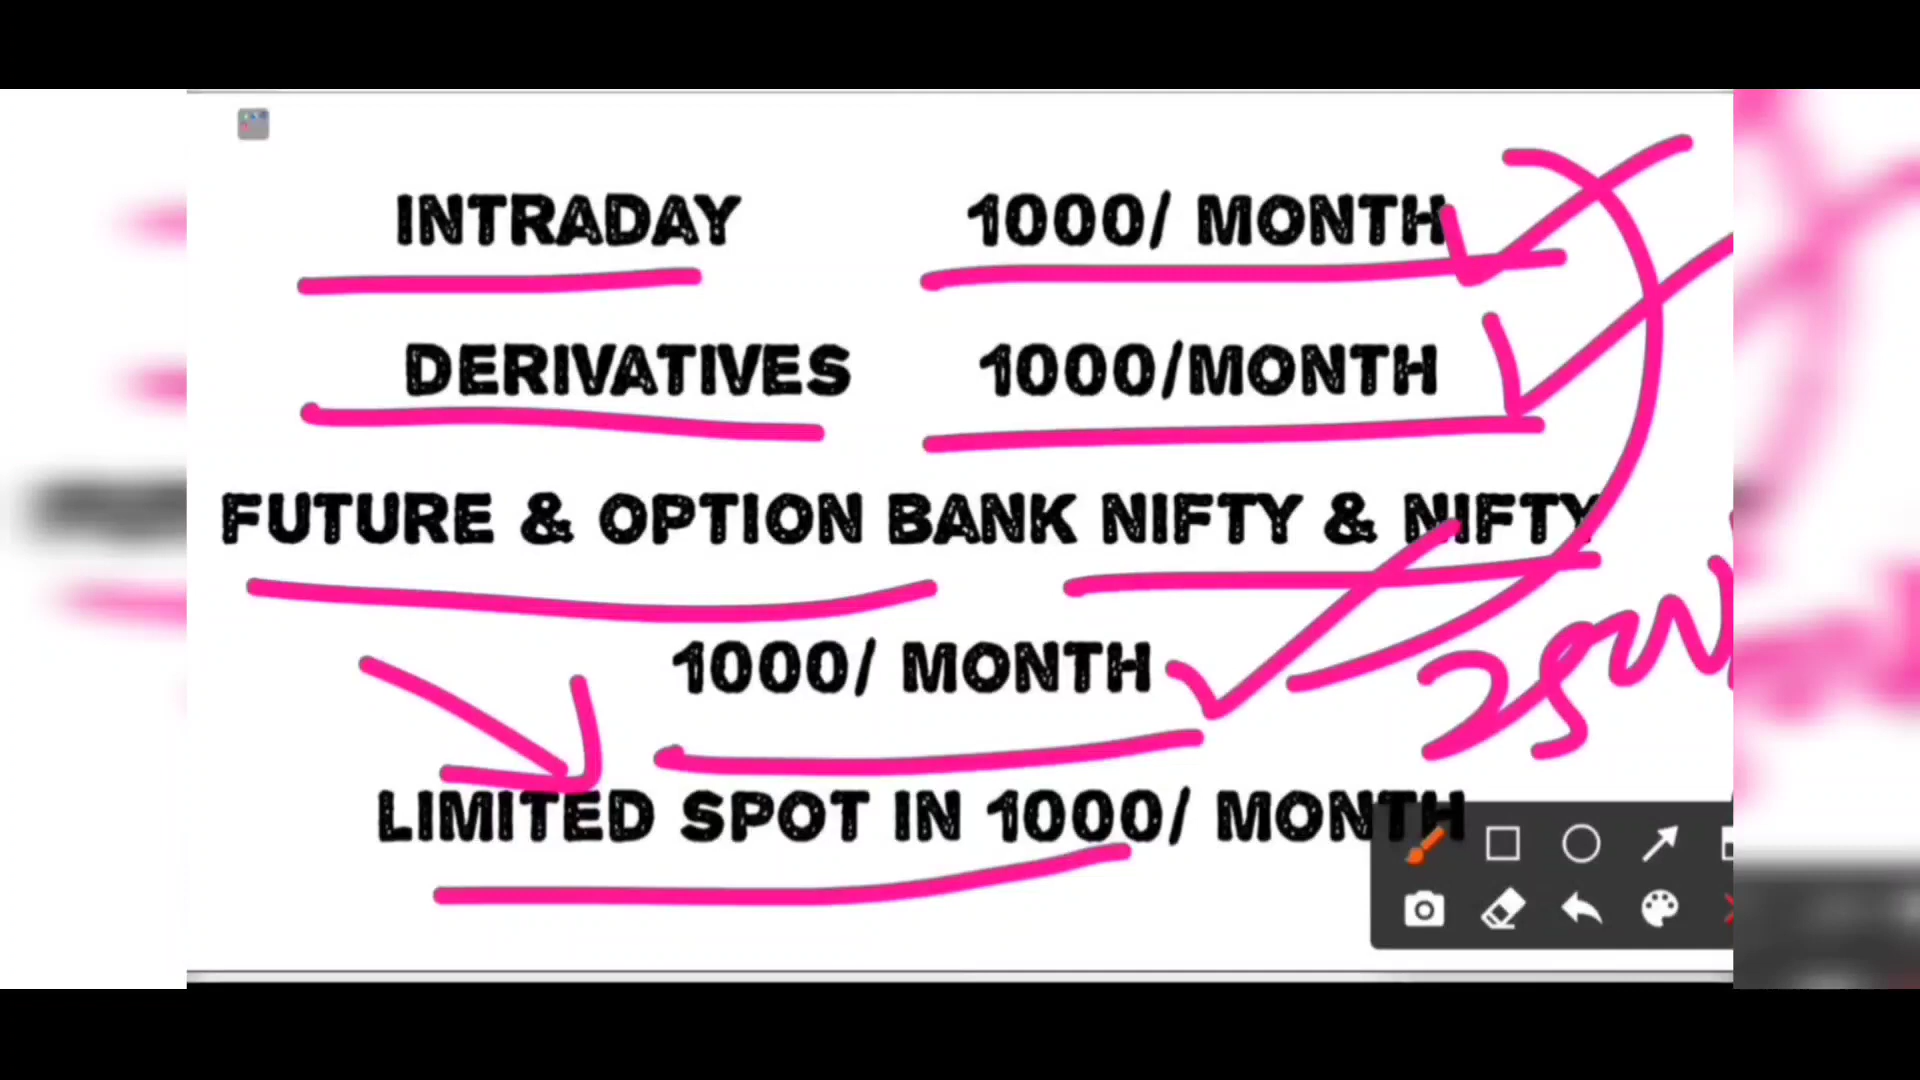 INTRADAY 1000/ MONTH
DERIVATIVES 1000/MONTH
FUTURE & OPTION BANK NIFTY & NIFTY
1000/ MONTH
LIMITED SPOT IN 1000/ MONTH